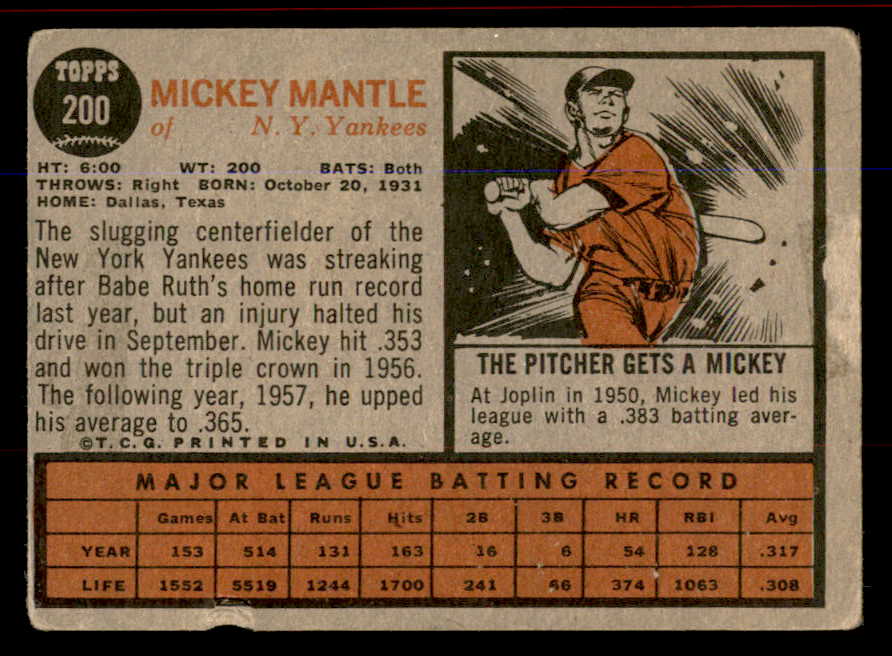 TOPPS
200
MICKEY MANTLE
of N. Y. Yankees
HT: 6:00 WT: 200 BATS: Both
THROWS: Right BORN: October 20, 1931
HOME: Dallas, Texas
The slugging centerfielder of the
New York Yankees was streaking
after Babe Ruth's home run record
last year, but an injury halted his
drive in September. Mickey hit .353
and won the triple crown in 1956.
The following year, 1957, he upped
his average to .365.
©T.C.G. PRINTED IN U.S.A.
THE PITCHER GETS A MICKEY
At Joplin in 1950, Mickey led his
league with a .383 batting aver-
age.
MAJOR LEAGUE BATTING RECORD
Games At Bat Runs Hits 2B 3B HR RBI Avg
YEAR 153 514 131 163 16 6 54 128 .317
LIFE 1552 5519 1244 1700 241 66 374 1063 .308